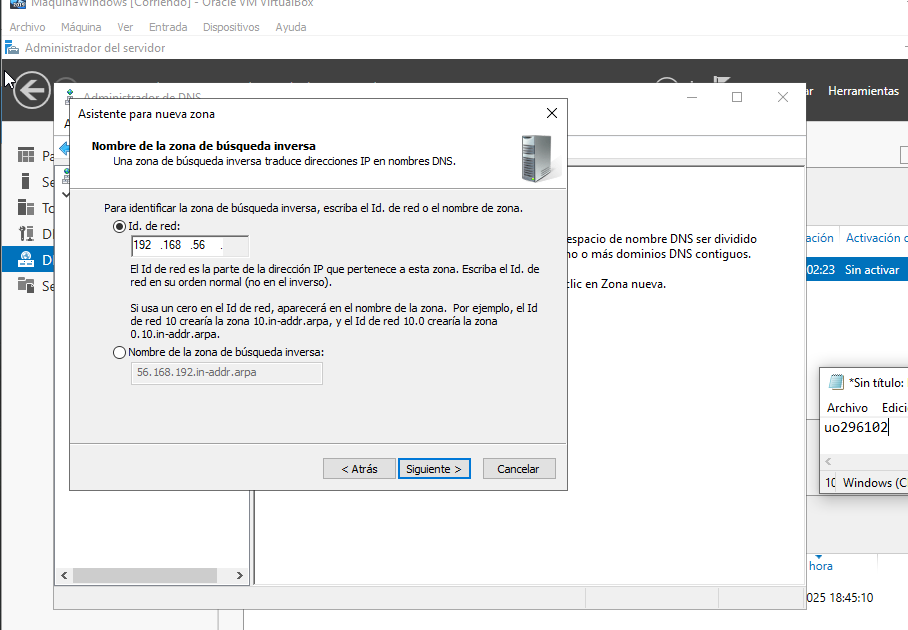 MaquinaWindows [Corriendo] - Oracle VM VirtualBox
Archivo Máquina Ver Entrada Dispositivos Ayuda
Administrador del servidor
Herramientas
Administrador de DNS
Asistente para nueva zona
Nombre de la zona de búsqueda inversa
Una zona de búsqueda inversa traduce direcciones IP en nombres DNS.
Para identificar la zona de búsqueda inversa, escriba el Id. de red o el nombre de zona.
Id. de red:
192 .168 .56 .
El Id de red es la parte de la dirección IP que pertenece a esta zona. Escriba el Id. de
red en su orden normal (no en el inverso).
Si usa un cero en el Id de red, aparecerá en el nombre de la zona. Por ejemplo, el Id
de red 10 crearía la zona 10.in-addr.arpa, y el Id de red 10.0 crearía la zona
0.10.in-addr.arpa.
Nombre de la zona de búsqueda inversa:
56.168.192.in-addr.arpa
< Atrás Siguiente > Cancelar
espacio de nombre DNS ser dividido
no o más dominios DNS contiguos.
clic en Zona nueva.
ación Activación
02:23 Sin activar
*Sin título:
Archivo Edici
uo296102
10 Windows (C
hora
025 18:45:10